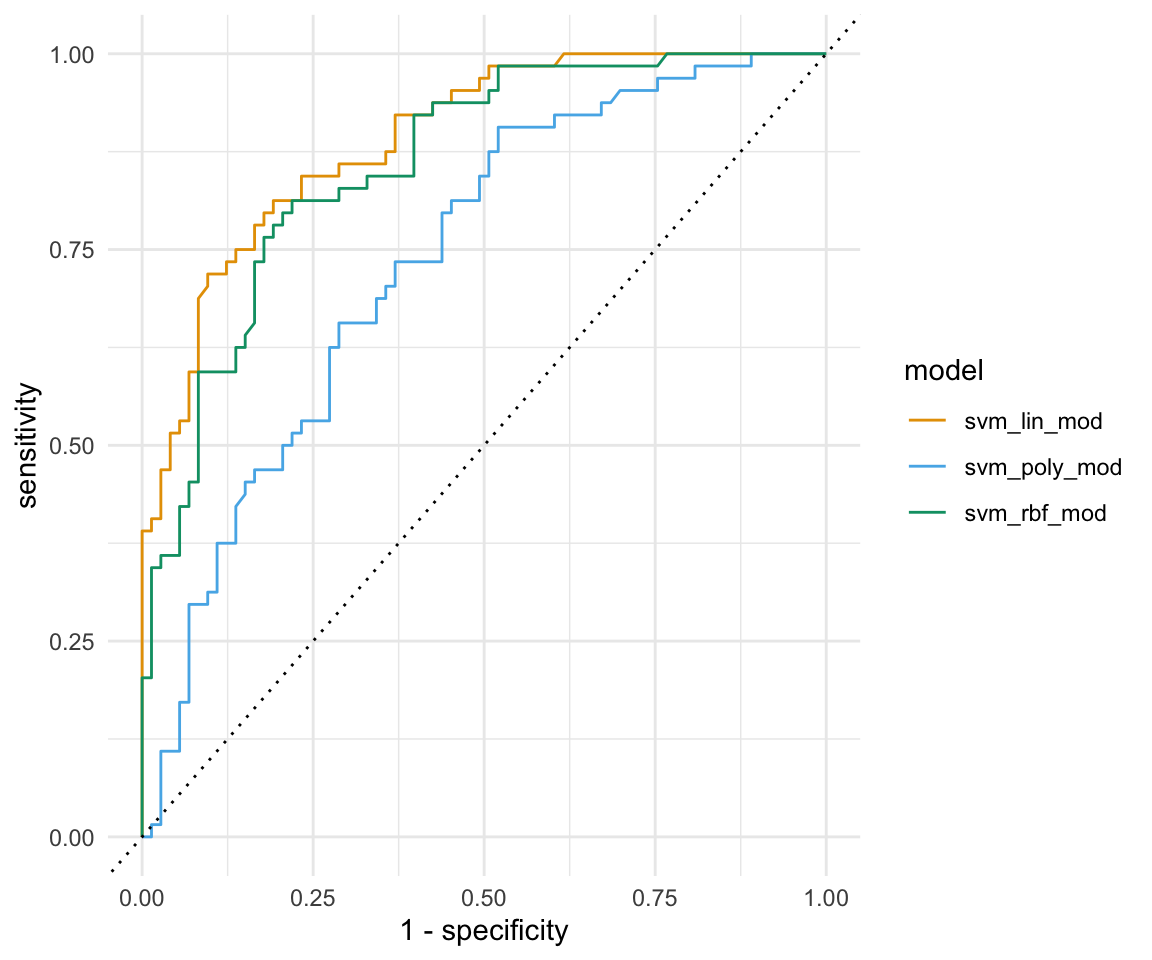 1.00
0.75
0.50
0.25
0.00
sensitivity
0.00 0.25 0.50 0.75 1.00
1 - specificity
model
svm_lin_mod
svm_poly_mod
svm_rbf_mod